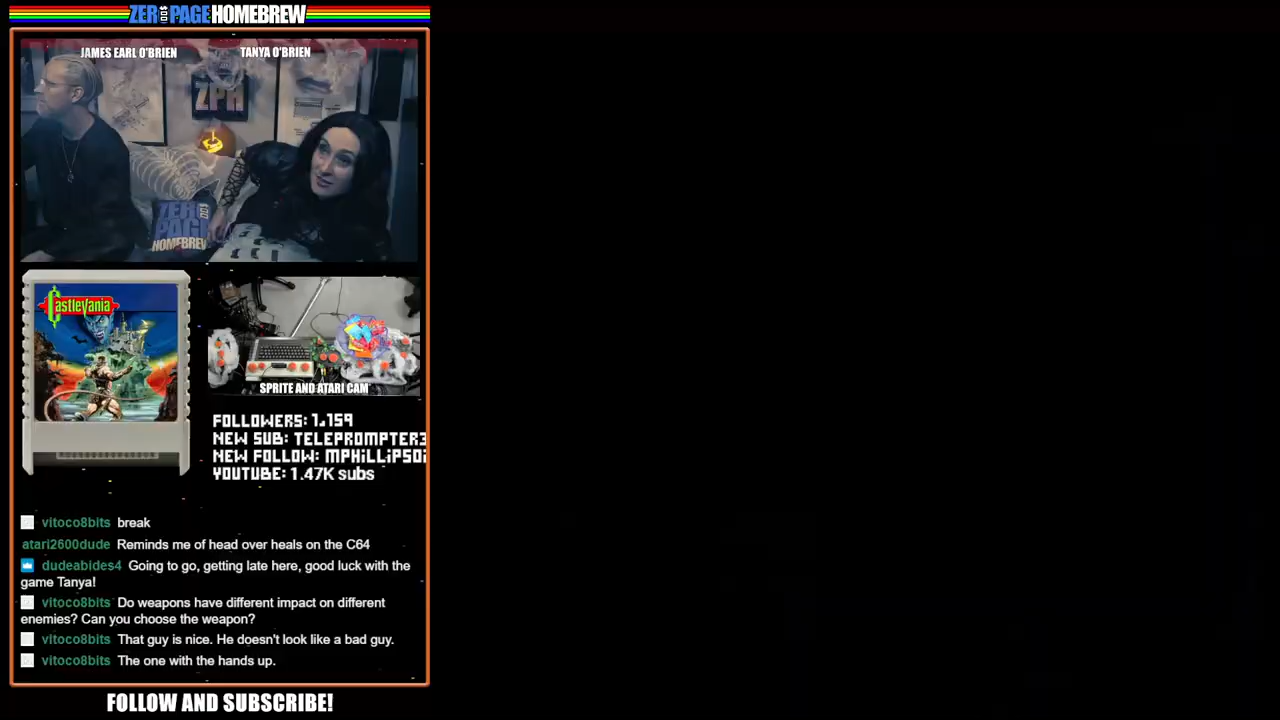 ZER00$PAGEHOMEBREW
JAMES EARL O'BRIEN
TANYA O'BRIEN
ZPH
ZERO
PAGE
HOMEBREW
Castlevania
SPRITE AND ATARI CAM
FOLLOWERS: 1,159
NEW SUB: TELEPROMPTER3
NEW FOLLOW: MPHILLIPSOI
YOUTUBE: 1.47K subs
vitoco8bits break
atari2600dude Reminds me of head over heals on the C64
dudeabides4 Going to go, getting late here, good luck with the
game Tanya!
vitoco8bits Do weapons have different impact on different
enemies? Can you choose the weapon?
vitoco8bits That guy is nice. He doesn't look like a bad guy.
vitoco8bits The one with the hands up.
FOLLOW AND SUBSCRIBE!